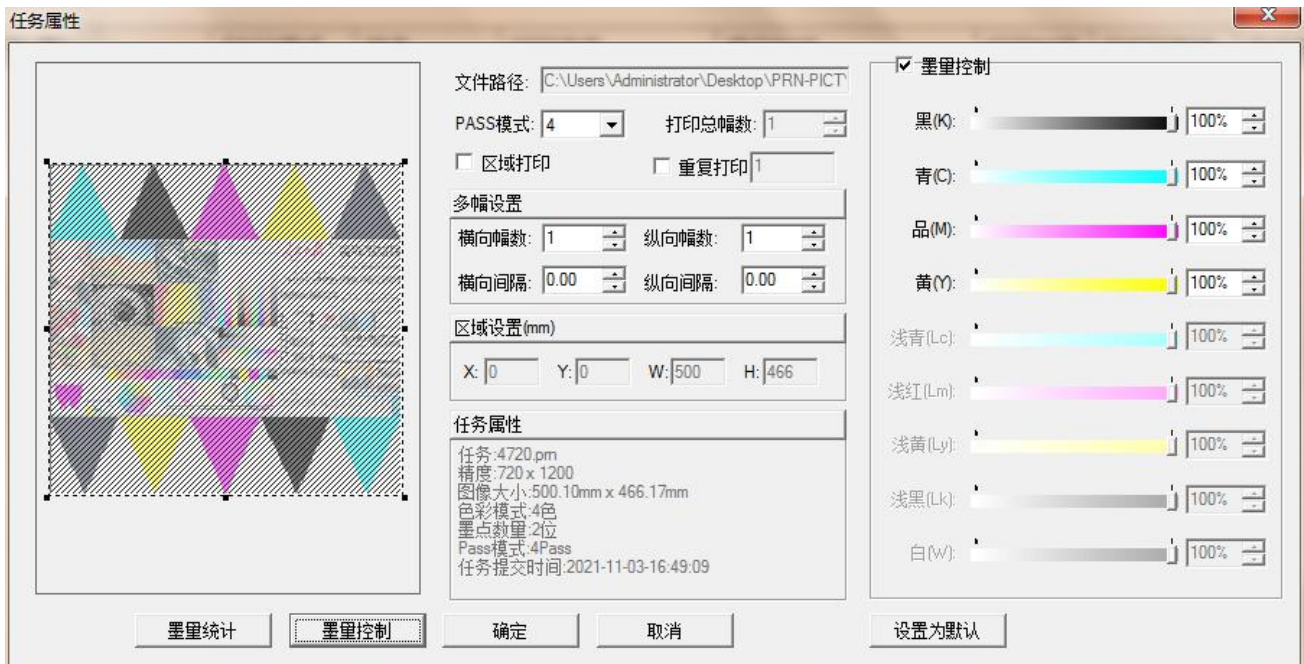 任务属性
文件路径: C:\Users\Administrator\Desktop\PRN-PICT
PASS模式: 4 打印总幅数: 1
区域打印 重复打印 1
多幅设置
横向幅数: 1 纵向幅数: 1
横向间隔: 0.00 纵向间隔: 0.00
区域设置(mm)
X: 0 Y: 0 W: 500 H: 466
任务属性
任务:4720.prn
精度:720 x 1200
图像大小:500.10mm x 466.17mm
色彩模式:4色
墨点数量:2位
Pass模式:4Pass
任务提交时间:2021-11-03-16:49:09
墨量控制
黑(K): 100%
青(C): 100%
品(M): 100%
黄(Y): 100%
浅青(Lc): 100%
浅红(Lm): 100%
浅黄(Ly): 100%
浅黑(Lk): 100%
白(W): 100%
墨量统计 墨量控制 确定 取消 设置为默认